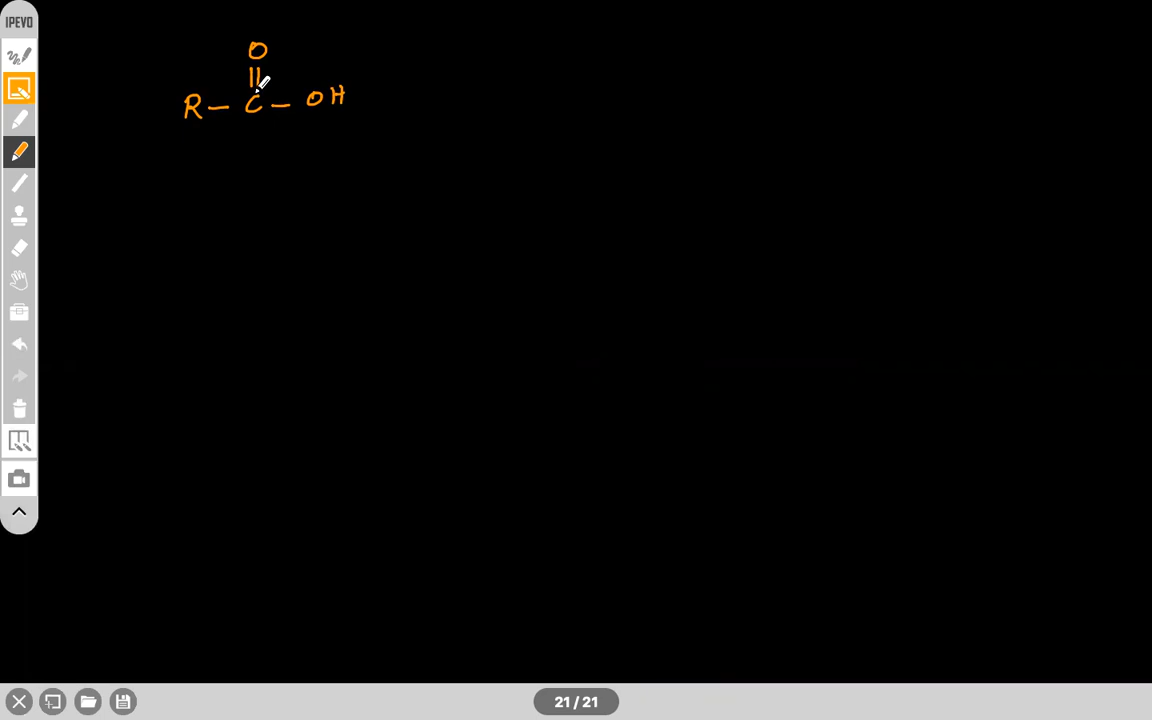 IPEVO
O
||
R - C - OH
21 / 21